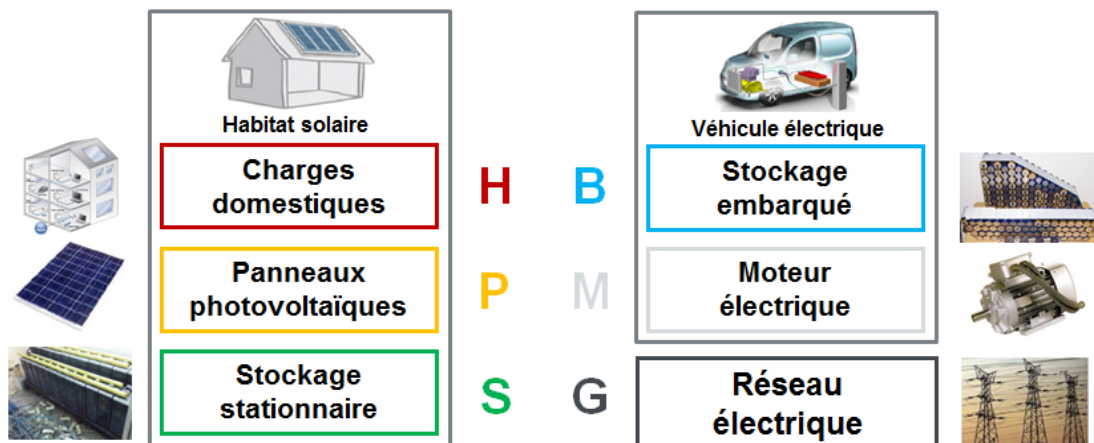 Habitat solaire
Charges
domestiques
H
Panneaux
photovoltaïques
P
Stockage
stationnaire
S
Véhicule électrique
B
Stockage
embarqué
M
Moteur
électrique
G
Réseau
électrique